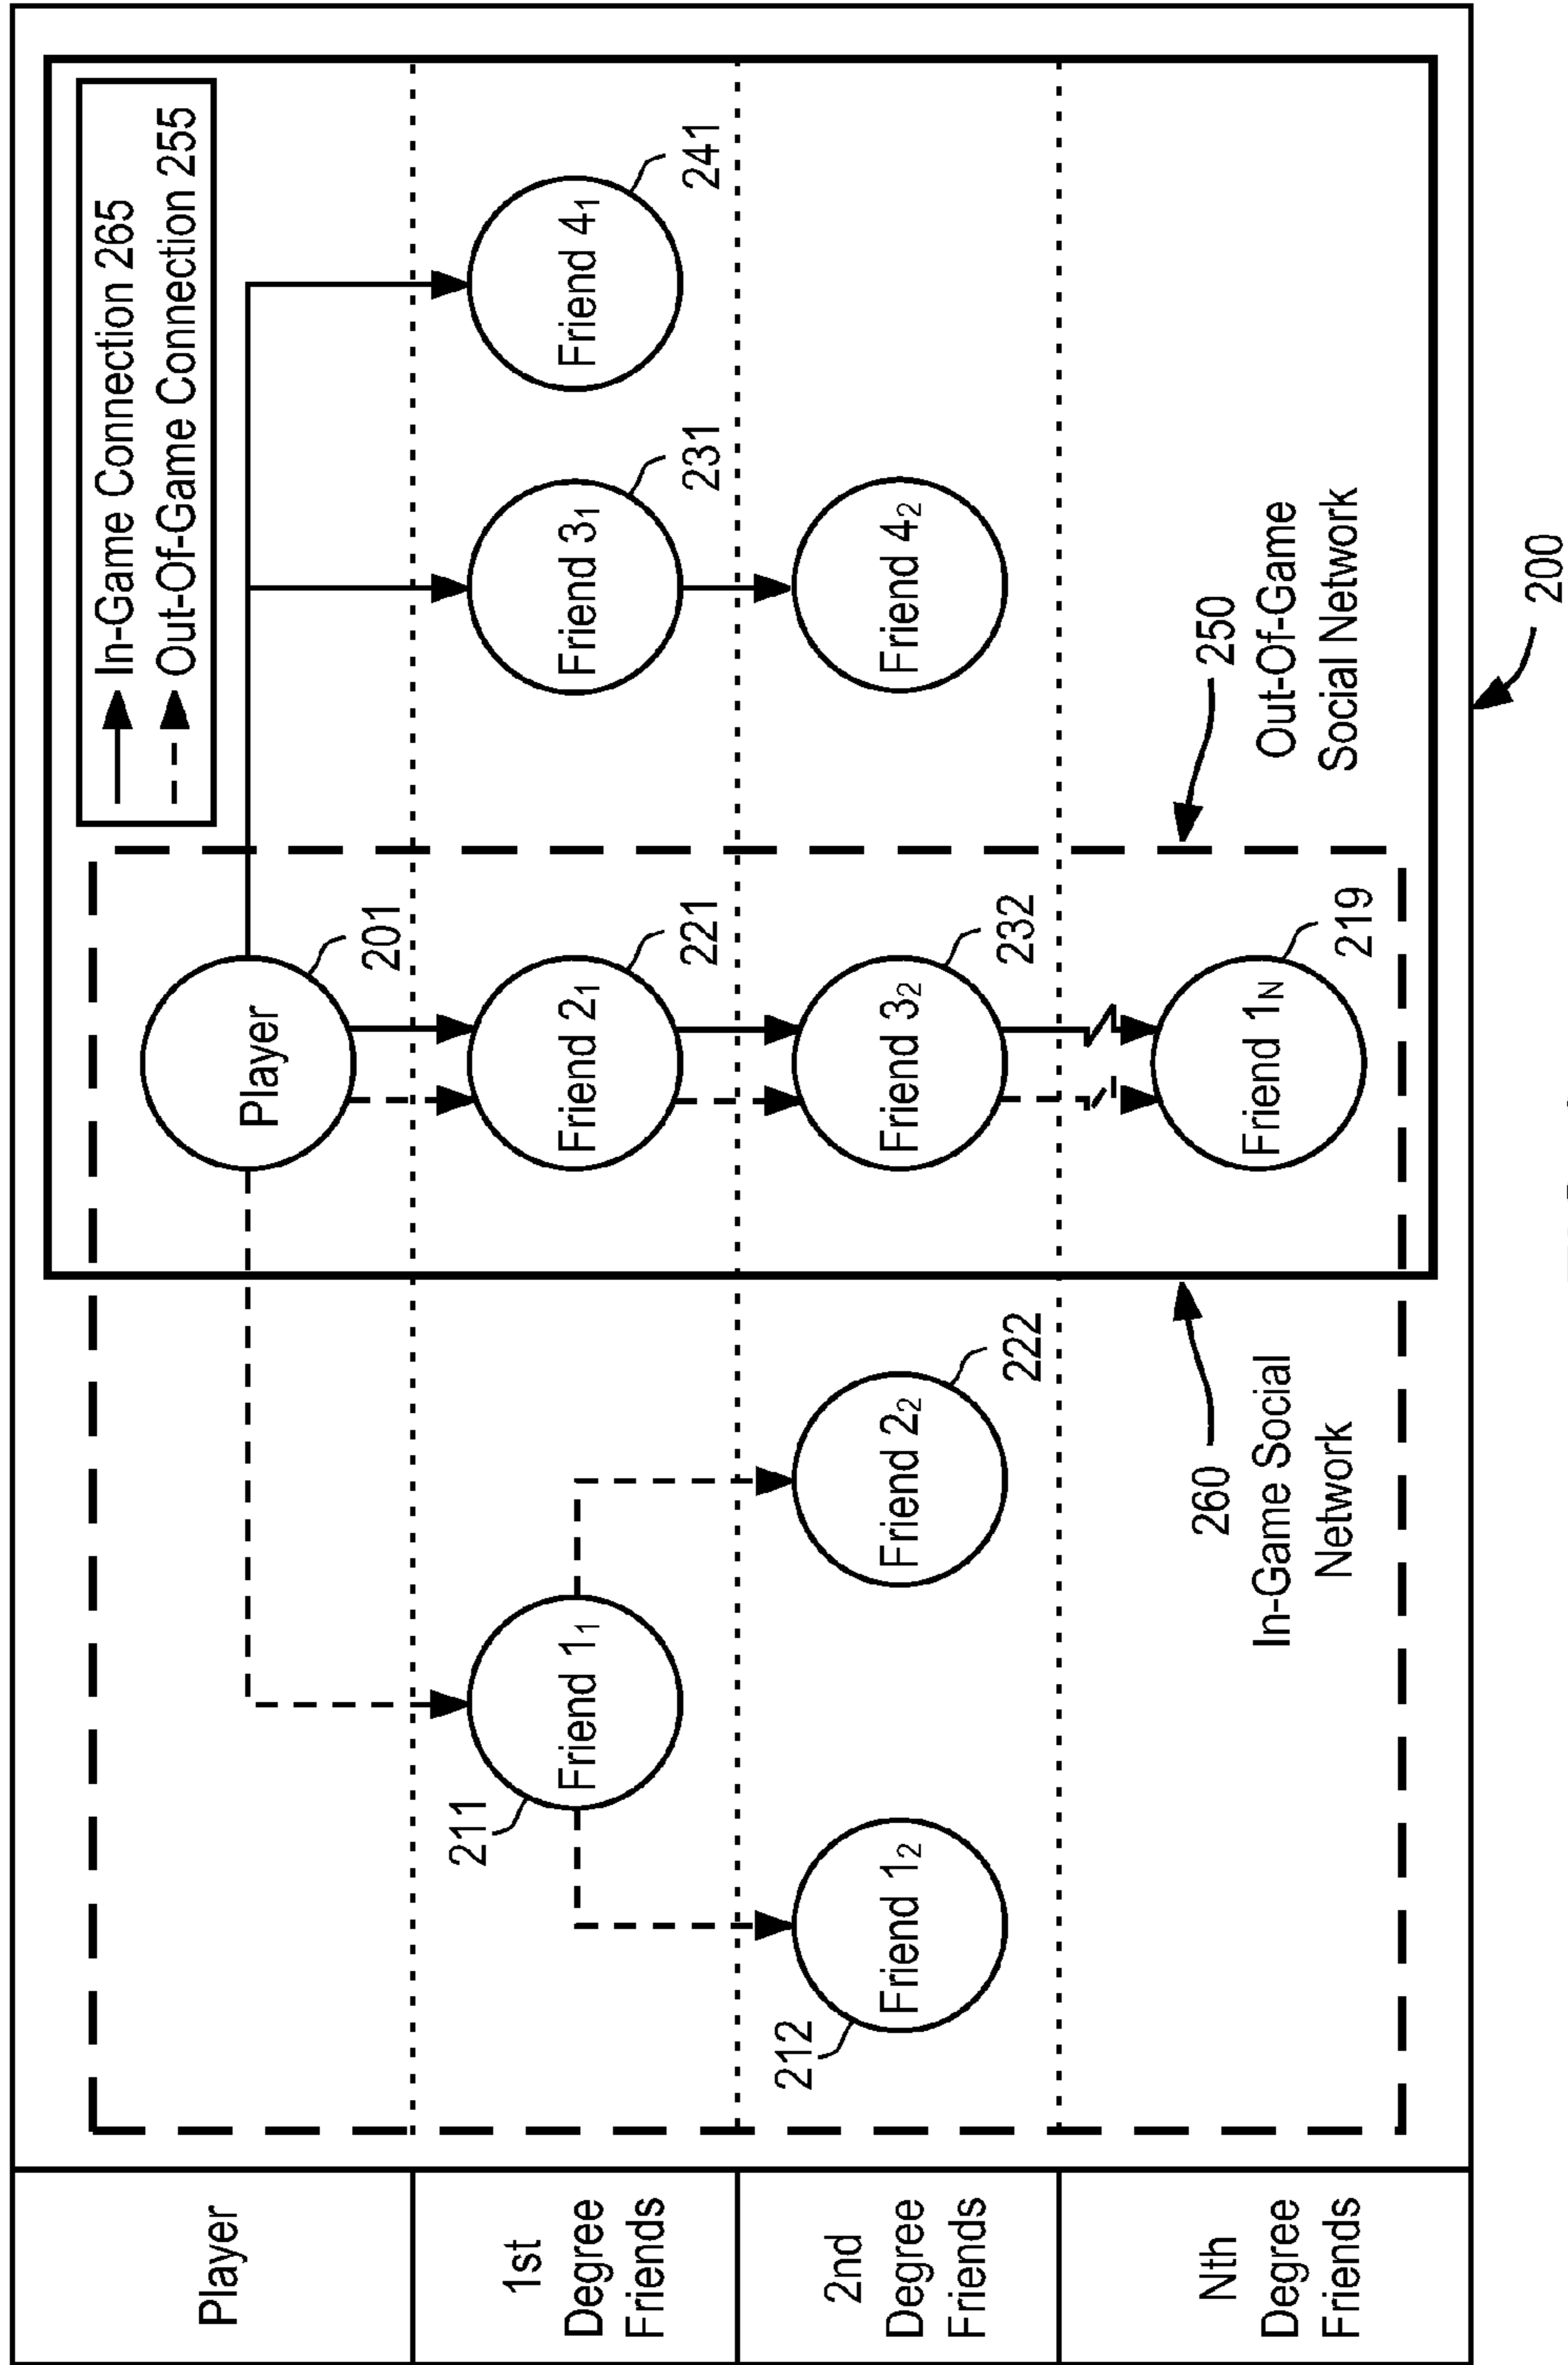 In-Game Connection 265
Out-Of-Game Connection 255
Player
Player
201
1st
Degree
Friends
211
Friend 1₁
Friend 2₁
221
Friend 3₁
231
Friend 4₁
241
2nd
Degree
Friends
212
Friend 1₂
Friend 2₂
222
Friend 3₂
232
Friend 4₂
Nth
Degree
Friends
260
In-Game Social
Network
Friend 1N
219
250
Out-Of-Game
Social Network
200